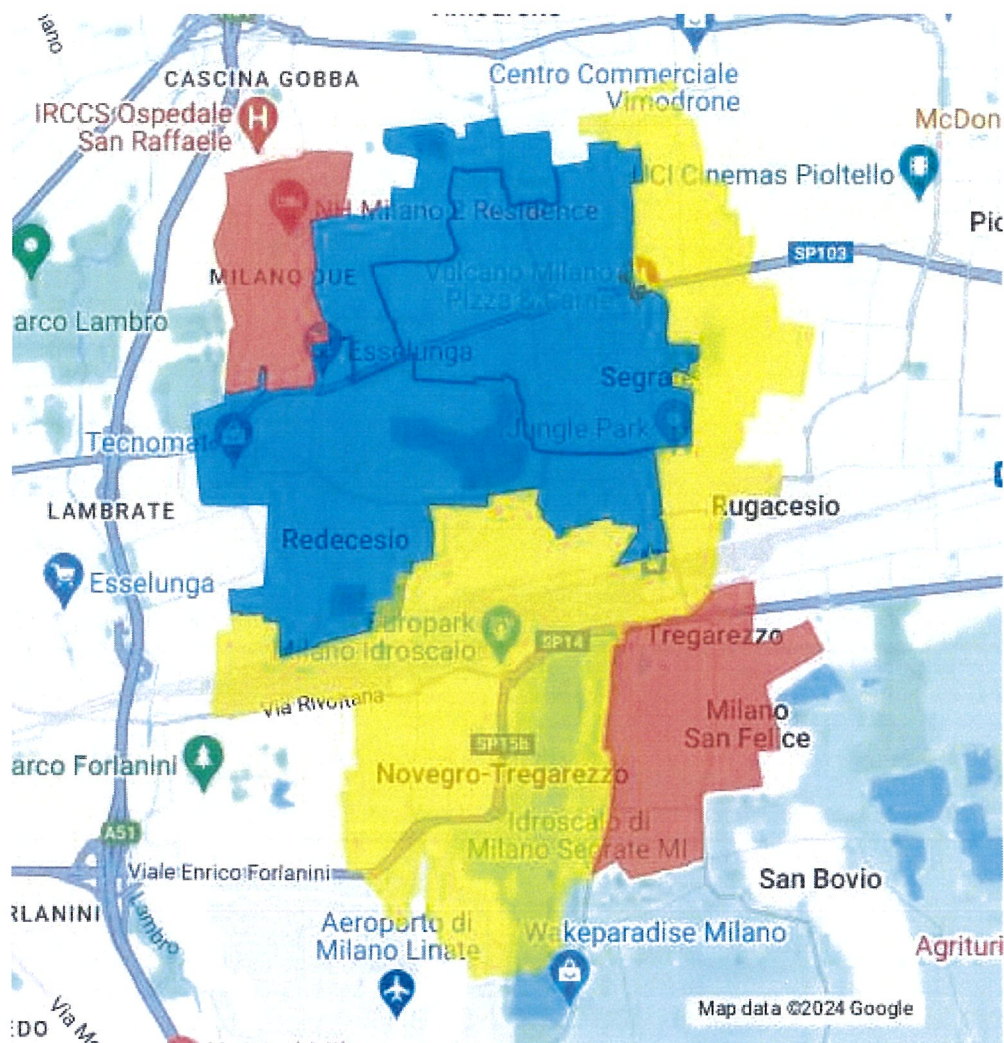 CASCINA GOBBA
Centro Commerciale
Vimodrone
IRCCS Ospedale
San Raffaele
McDon
UCI Cinemas Pioltello
NH Milano 2 Residence
Pio
SP103
MILANO DUE
Vulcano Milano
Pizza & Carne
arco Lambro
Esselunga
Segrate
Tecnomat
Jungle Park
LAMBRATE
Rugacesio
Redecesio
Esselunga
Europark
Milano Idroscalo
SP14
Tregarezzo
Via Rivoltana
Milano
San Felice
SP15b
arco Forlanini
Novegro-Tregarezzo
Idroscalo di
Milano Segrate MI
A51
Viale Enrico Forlanini
San Bovio
RLANINI
Lambro
Aeroporto di
Milano Linate
Wakeparadise Milano
Agrituri
Map data ©2024 Google
EDO